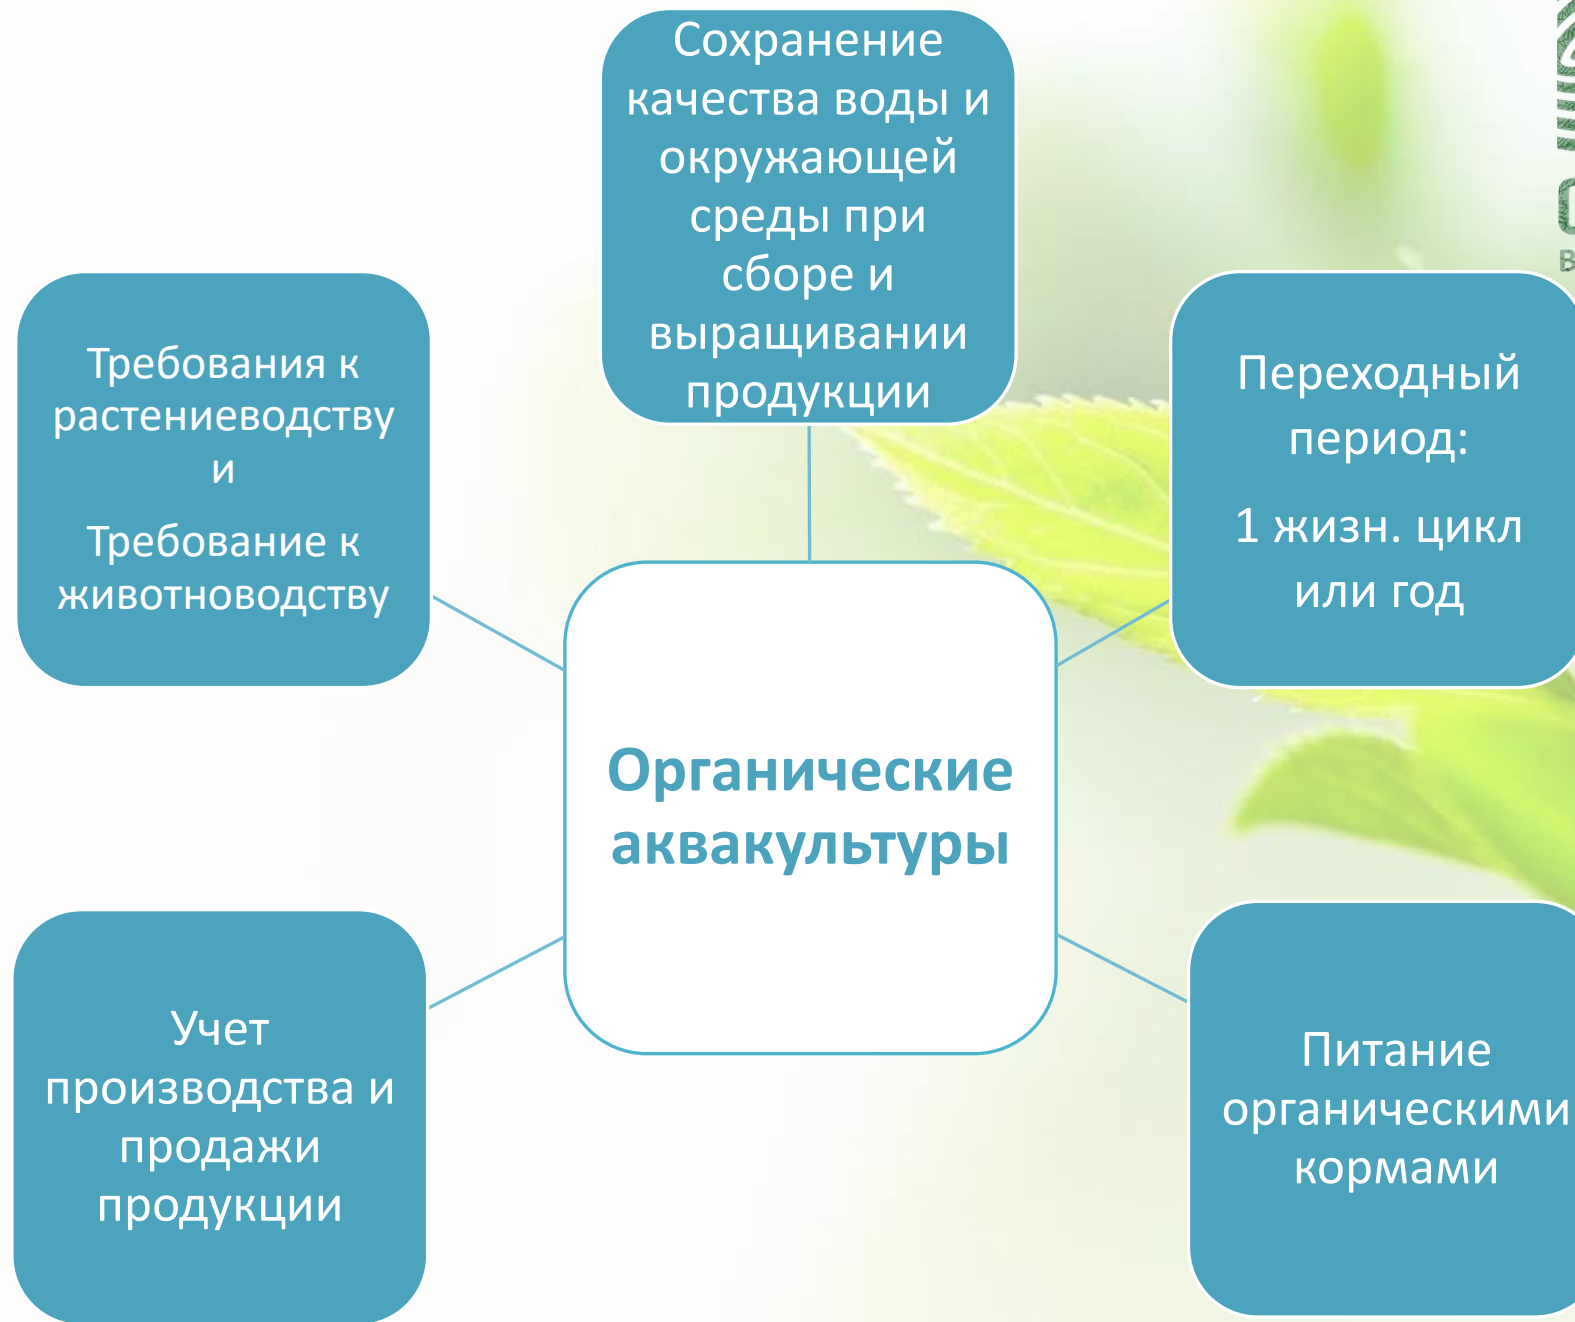 Сохранение
качества воды и
окружающей
среды при
сборе и
выращивании
продукции
Требования к
растениеводству
и
Требование к
животноводству
Переходный
период:
1 жизн. цикл
или год
Органические
аквакультуры
Учет
производства и
продажи
продукции
Питание
органическими
кормами